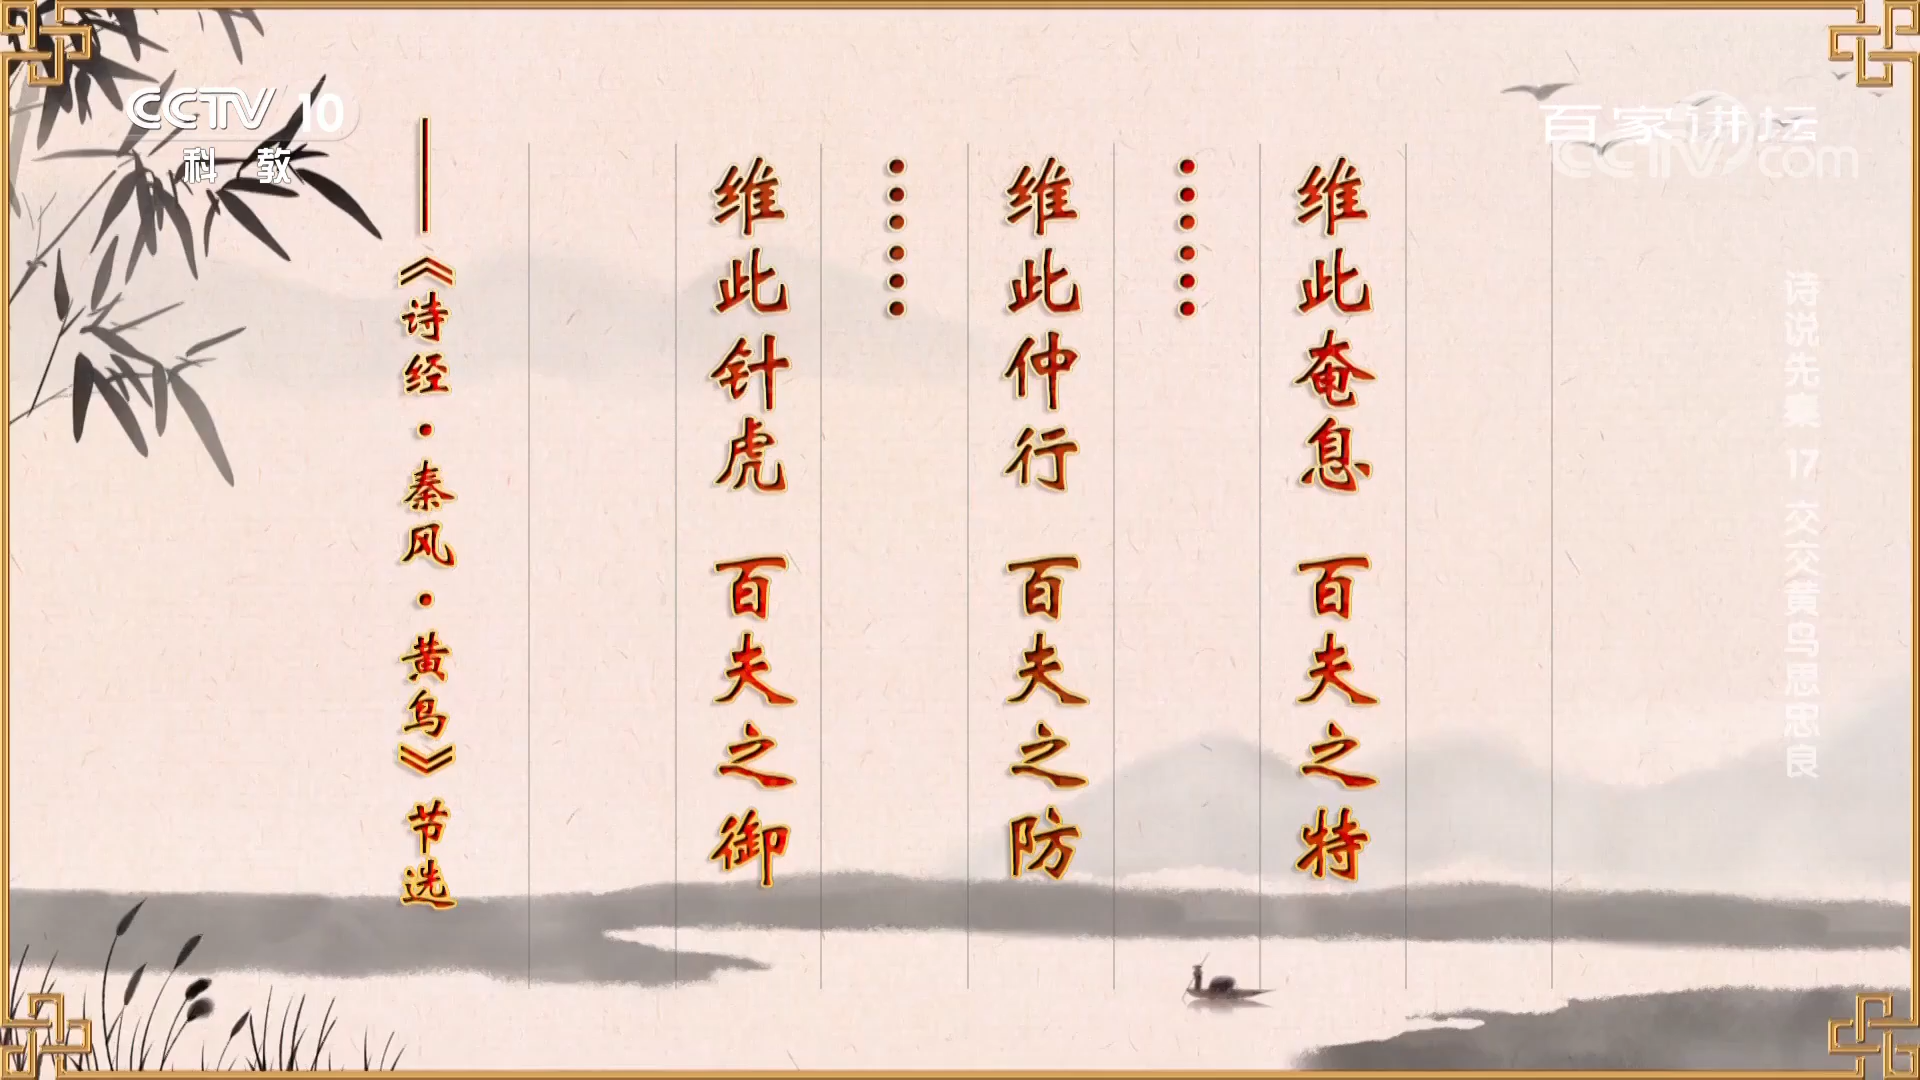 CCTV 10
科 教
百家讲坛
CCTV.com
诗说先秦 17 交交黄鸟思忠良
维此奄息 百夫之特
……
维此仲行 百夫之防
……
维此针虎 百夫之御
——《诗经·秦风·黄鸟》节选